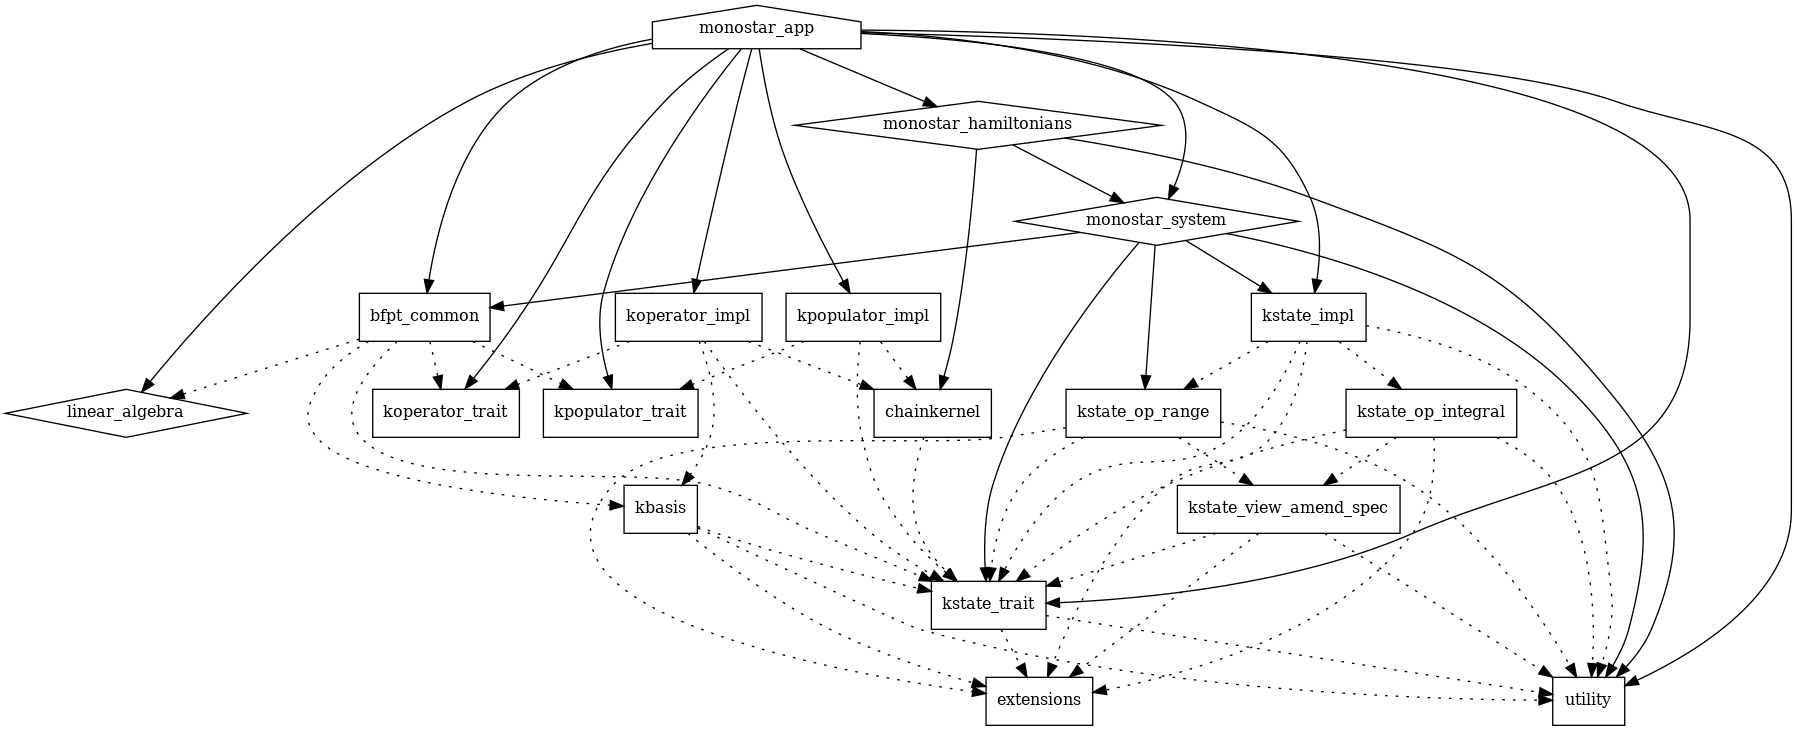 monostar_app
monostar_hamiltonians
monostar_system
bfpt_common
koperator_impl
kpopulator_impl
kstate_impl
linear_algebra
koperator_trait
kpopulator_trait
chainkernel
kstate_op_range
kstate_op_integral
kbasis
kstate_view_amend_spec
kstate_trait
extensions
utility